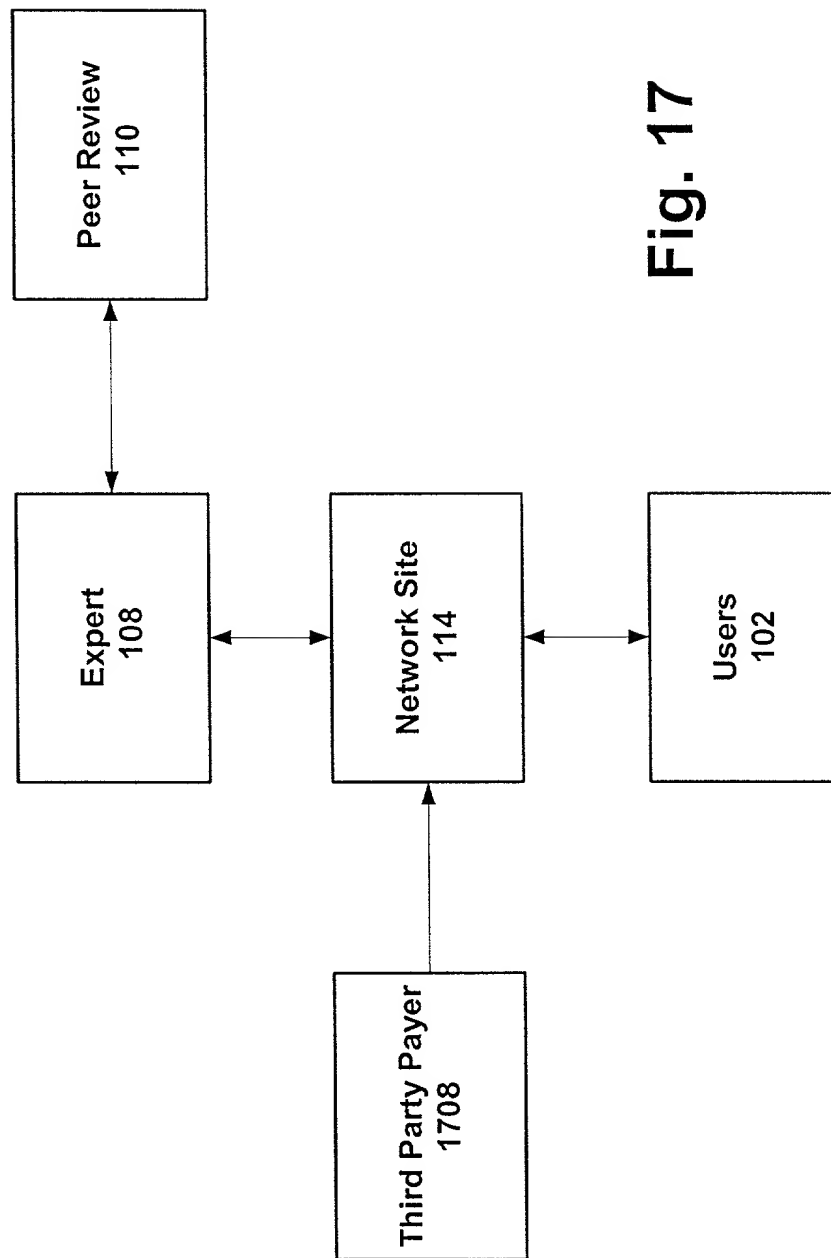 Peer Review
110
Expert
108
Network Site
114
Users
102
Third Party Payer
1708
Fig. 17